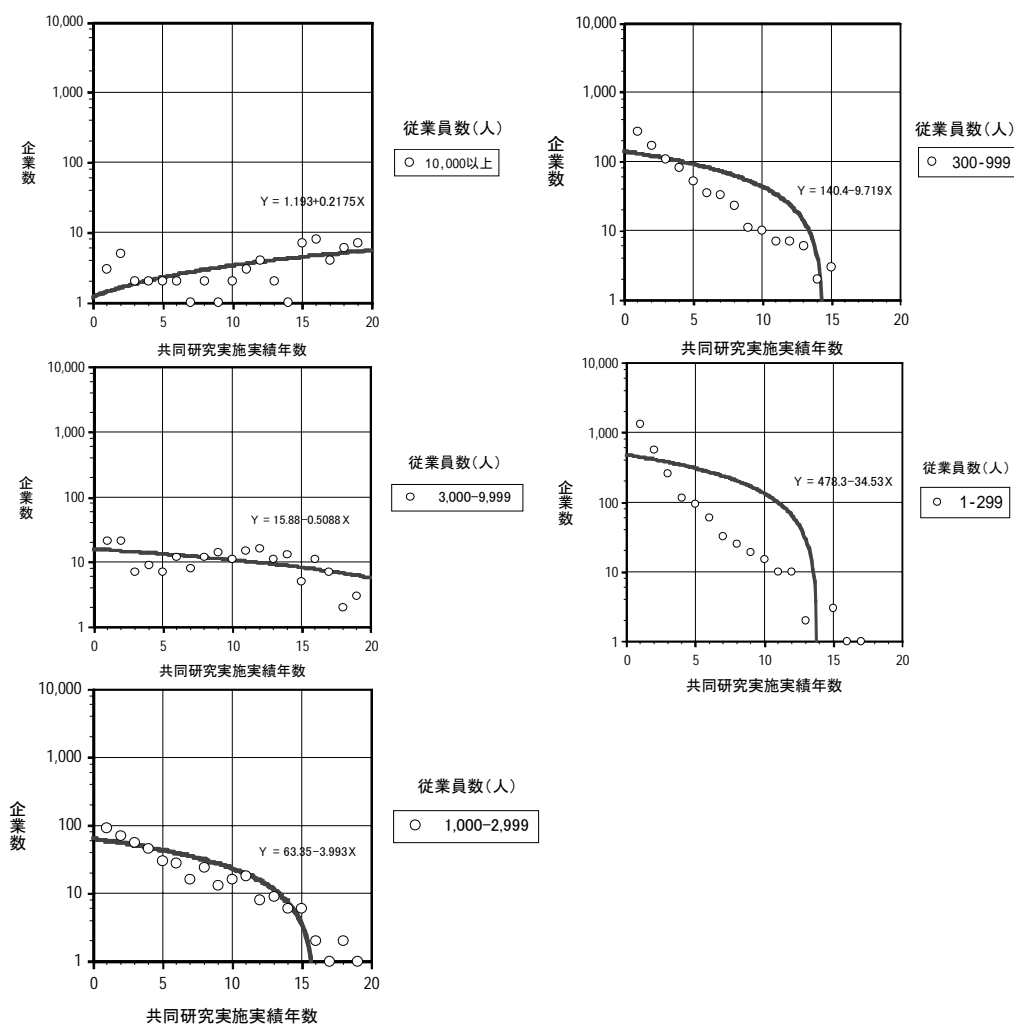 10,000
1,000
100
10
1
0 5 10 15 20
企業数
共同研究実施実績年数
Y = 1.193+0.2175X
従業員数(人)
10,000以上
10,000
1,000
100
10
1
0 5 10 15 20
企業数
共同研究実施実績年数
Y = 140.4-9.719X
従業員数(人)
300-999
10,000
1,000
100
10
1
0 5 10 15 20
企業数
共同研究実施実績年数
Y = 15.88-0.5088X
従業員数(人)
3,000-9,999
10,000
1,000
100
10
1
0 5 10 15 20
企業数
共同研究実施実績年数
Y = 478.3-34.53X
従業員数(人)
1-299
10,000
1,000
100
10
1
0 5 10 15 20
企業数
共同研究実施実績年数
Y = 63.35-3.993X
従業員数(人)
1,000-2,999